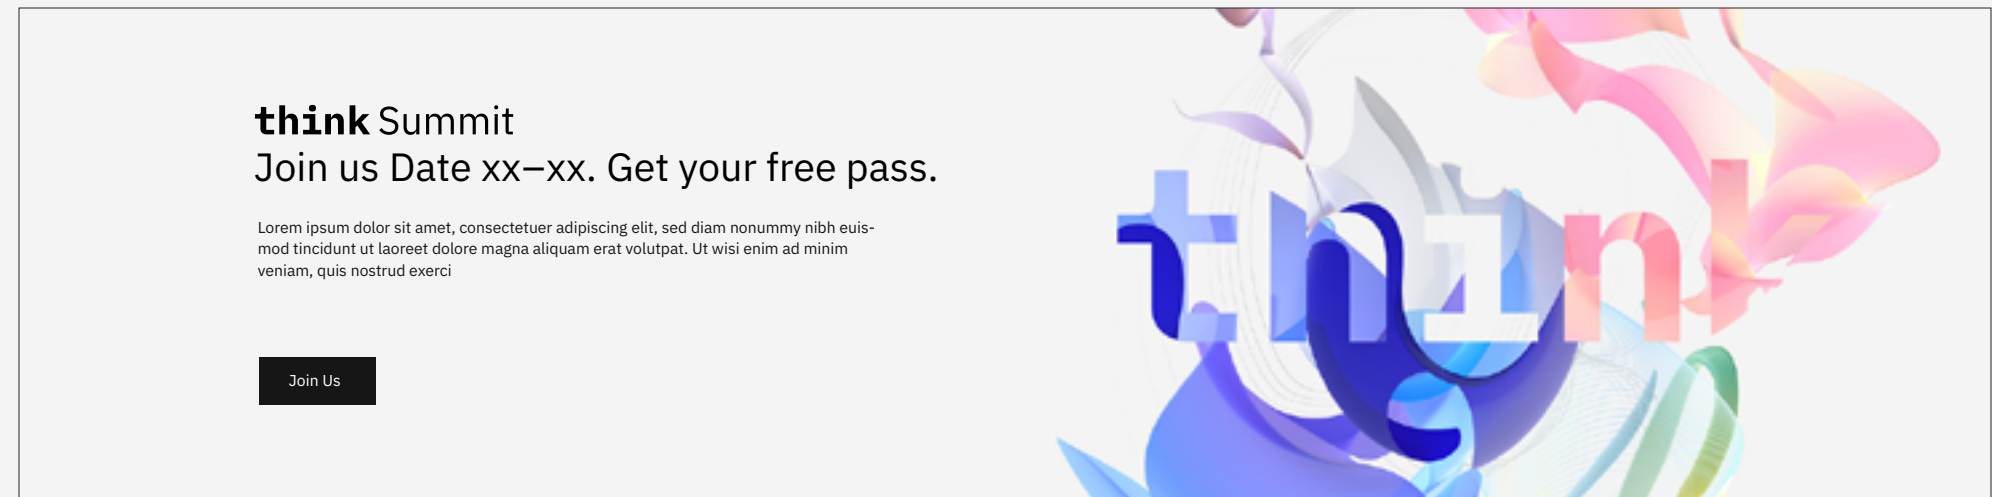 think Summit
Join us Date xx–xx. Get your free pass.
Lorem ipsum dolor sit amet, consectetuer adipiscing elit, sed diam nonummy nibh euis-
mod tincidunt ut laoreet dolore magna aliquam erat volutpat. Ut wisi enim ad minim
veniam, quis nostrud exerci
Join Us
think